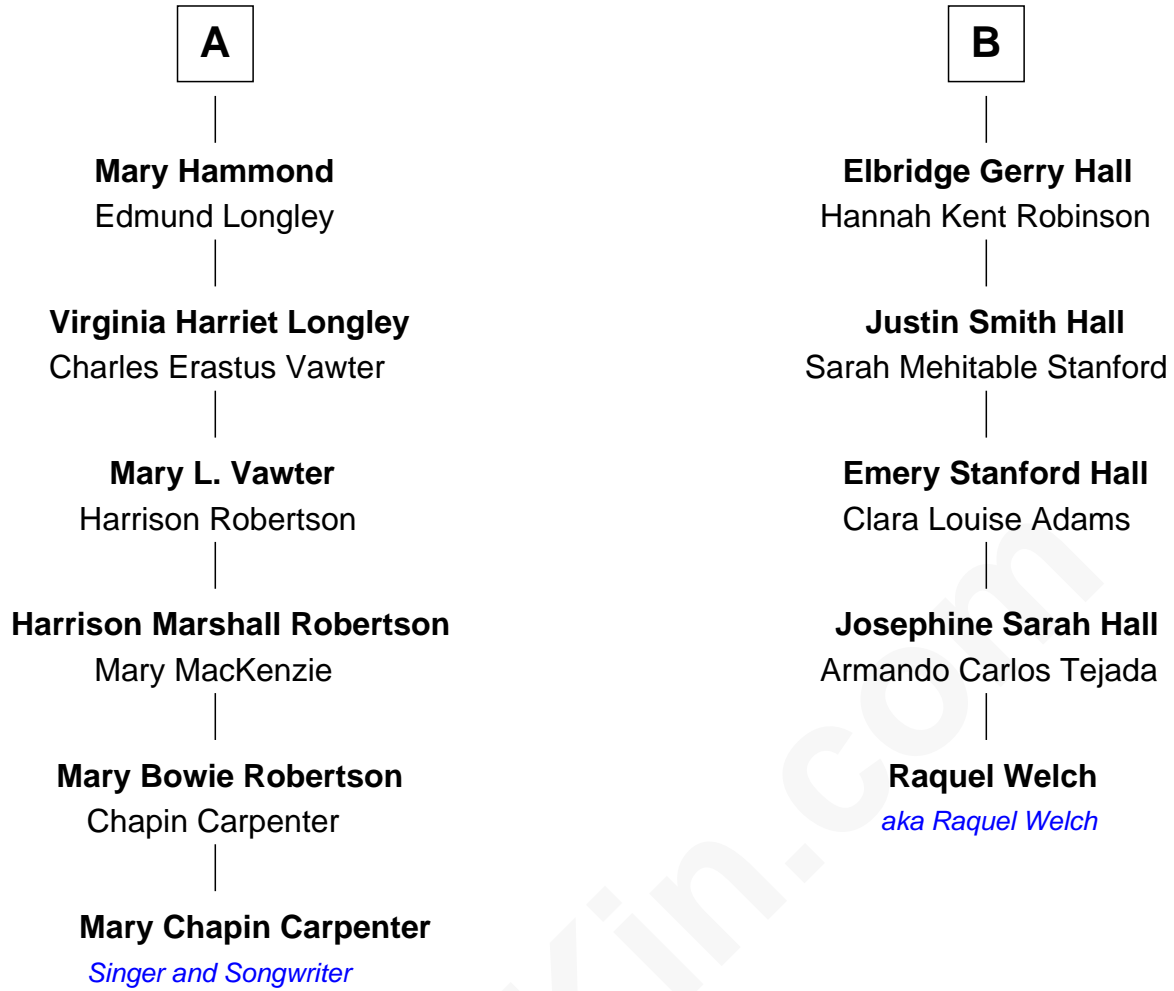 A
Mary Hammond
Edmund Longley
Virginia Harriet Longley
Charles Erastus Vawter
Mary L. Vawter
Harrison Robertson
Harrison Marshall Robertson
Mary MacKenzie
Mary Bowie Robertson
Chapin Carpenter
Mary Chapin Carpenter
Singer and Songwriter
B
Elbridge Gerry Hall
Hannah Kent Robinson
Justin Smith Hall
Sarah Mehitable Stanford
Emery Stanford Hall
Clara Louise Adams
Josephine Sarah Hall
Armando Carlos Tejada
Raquel Welch
aka Raquel Welch
Kin.com